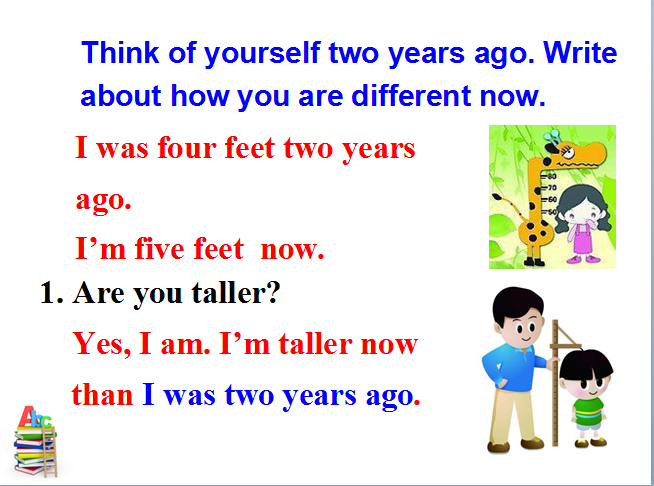 Think of yourself two years ago. Write
about how you are different now.
I was four feet two years
ago.
I’m five feet now.
80
70
60
50
1. Are you taller?
Yes, I am. I’m taller now
than I was two years ago.
Abc